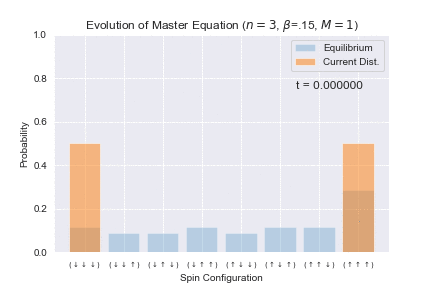 Evolution of Master Equation (n = 3, β=.15, M = 1)
Equilibrium
Current Dist.
t = 0.000000
1.0
0.8
0.6
0.4
0.2
0.0
Probability
(↓ ↓ ↓) (↓ ↓ ↑) (↓ ↑ ↓) (↓ ↑ ↑) (↑ ↓ ↓) (↑ ↓ ↑) (↑ ↑ ↓) (↑ ↑ ↑)
Spin Configuration